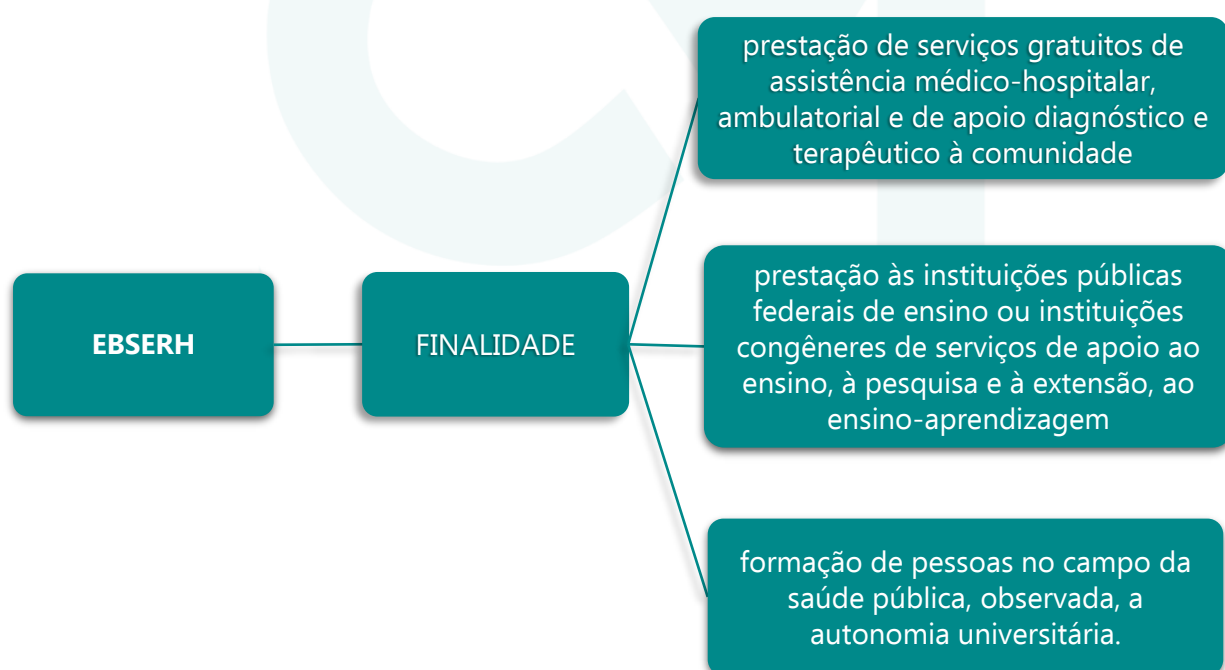 EBSERH
FINALIDADE
prestação de serviços gratuitos de
assistência médico-hospitalar,
ambulatorial e de apoio diagnóstico e
terapêutico à comunidade
prestação às instituições públicas
federais de ensino ou instituições
congêneres de serviços de apoio ao
ensino, à pesquisa e à extensão, ao
ensino-aprendizagem
formação de pessoas no campo da
saúde pública, observada, a
autonomia universitária.